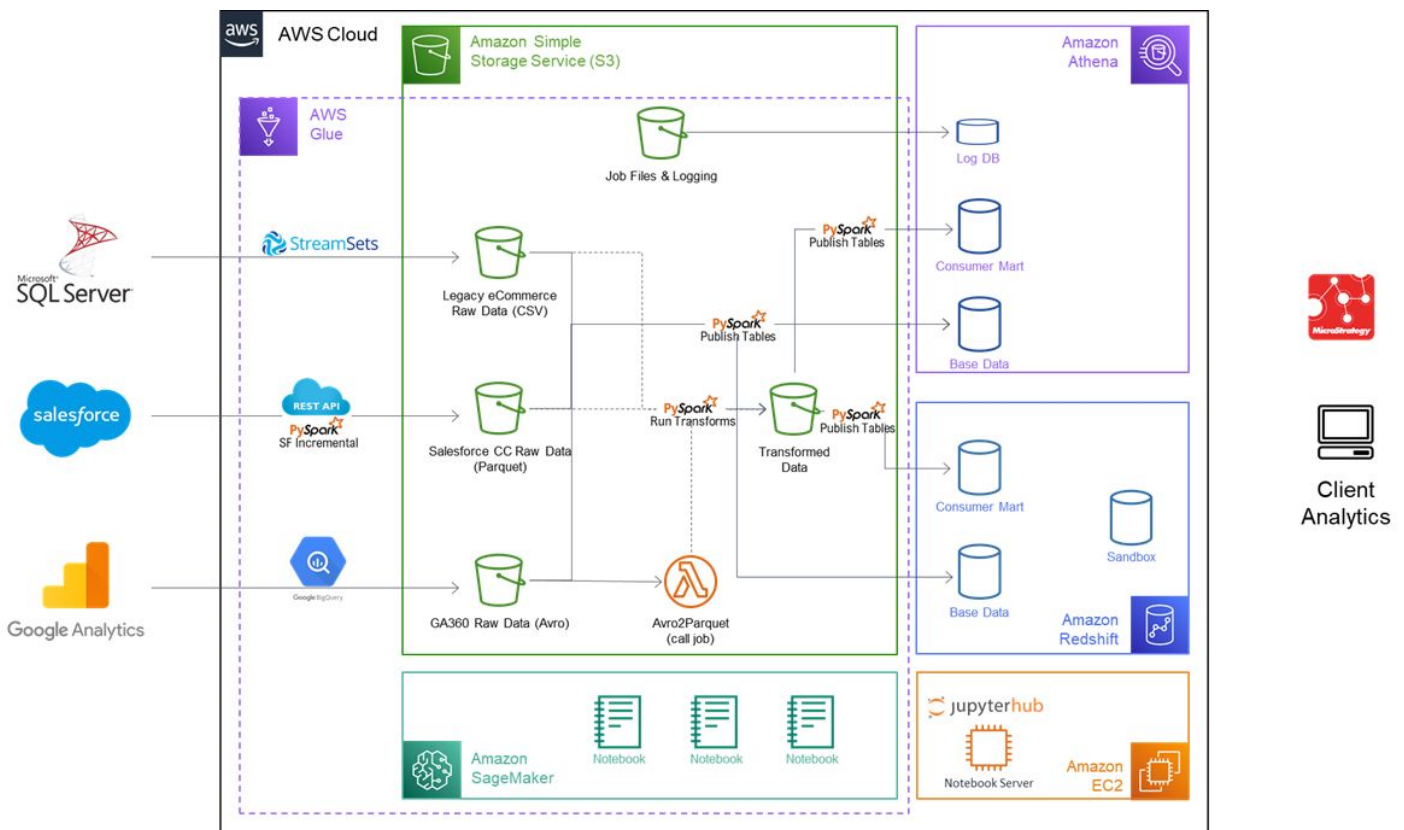 aws
AWS Cloud
Amazon Simple
Storage Service (S3)
Amazon
Athena
AWS
Glue
Job Files & Logging
Log DB
Microsoft®
SQL Server
StreamSets
Legacy eCommerce
Raw Data (CSV)
PySpark
Publish Tables
Consumer Mart
PySpark
Publish Tables
Base Data
MicroStrategy
salesforce
REST API
PySpark
SF Incremental
Salesforce CC Raw Data
(Parquet)
PySpark
Run Transforms
Transformed
Data
PySpark
Publish Tables
Consumer Mart
Sandbox
Client
Analytics
Google Analytics
Google BigQuery
GA360 Raw Data (Avro)
Avro2Parquet
(call job)
Base Data
Amazon
Redshift
Amazon
SageMaker
Notebook
Notebook
Notebook
jupyterhub
Notebook Server
Amazon
EC2